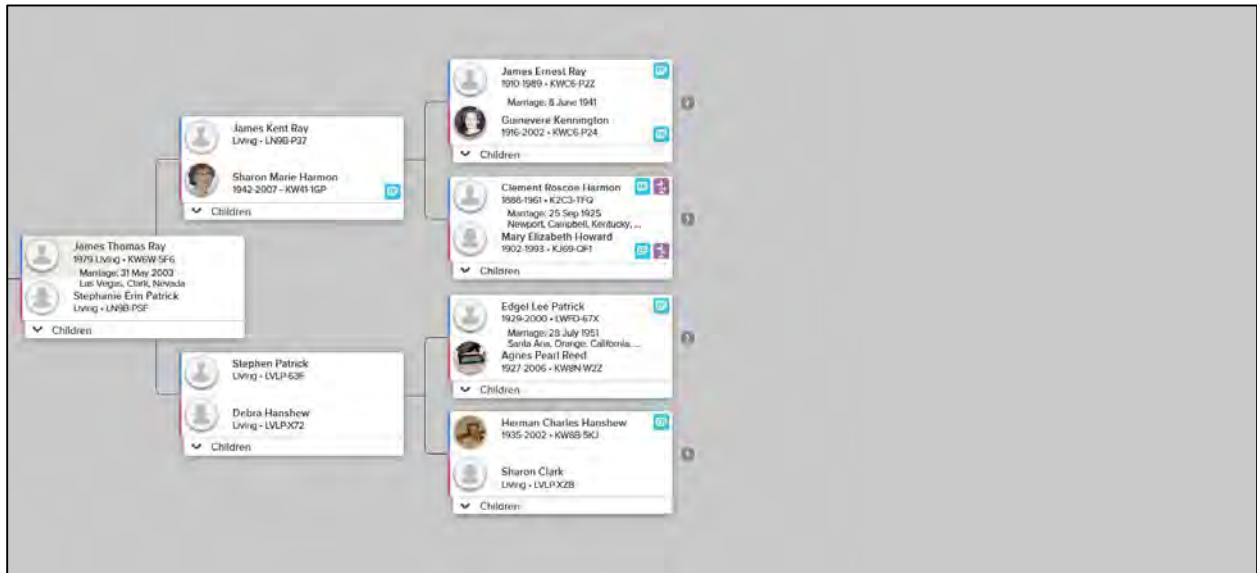 James Ernest Ray
1910-1989 • KWC6-P2Z
Marriage: 8 June 1941
Guinevere Kennington
1916-2002 • KWC6-P24
Children
James Kent Ray
Living • LN9B-P37
Sharon Marie Harmon
1942-2007 • KW41-1GP
Children
Clement Roscoe Harmon
1888-1961 • K2C3-TFQ
Marriage: 25 Sep 1925
Newport, Campbell, Kentucky, ...
Mary Elizabeth Howard
1902-1993 • KJ69-QF1
Children
James Thomas Ray
1979-Living • KW6W-5F6
Marriage: 31 May 2003
Las Vegas, Clark, Nevada
Stephanie Erin Patrick
Living • LN9B-PSF
Children
Edgel Lee Patrick
1929-2000 • LWFD-67X
Marriage: 28 July 1951
Santa Ana, Orange, California, ...
Agnes Pearl Reed
1927-2006 • KW8N-W2Z
Children
Stephen Patrick
Living • LVLP-63F
Debra Hanshew
Living • LVLP-X72
Children
Herman Charles Hanshew
1935-2002 • KW8B-5KJ
Sharon Clark
Living • LVLP-XZB
Children